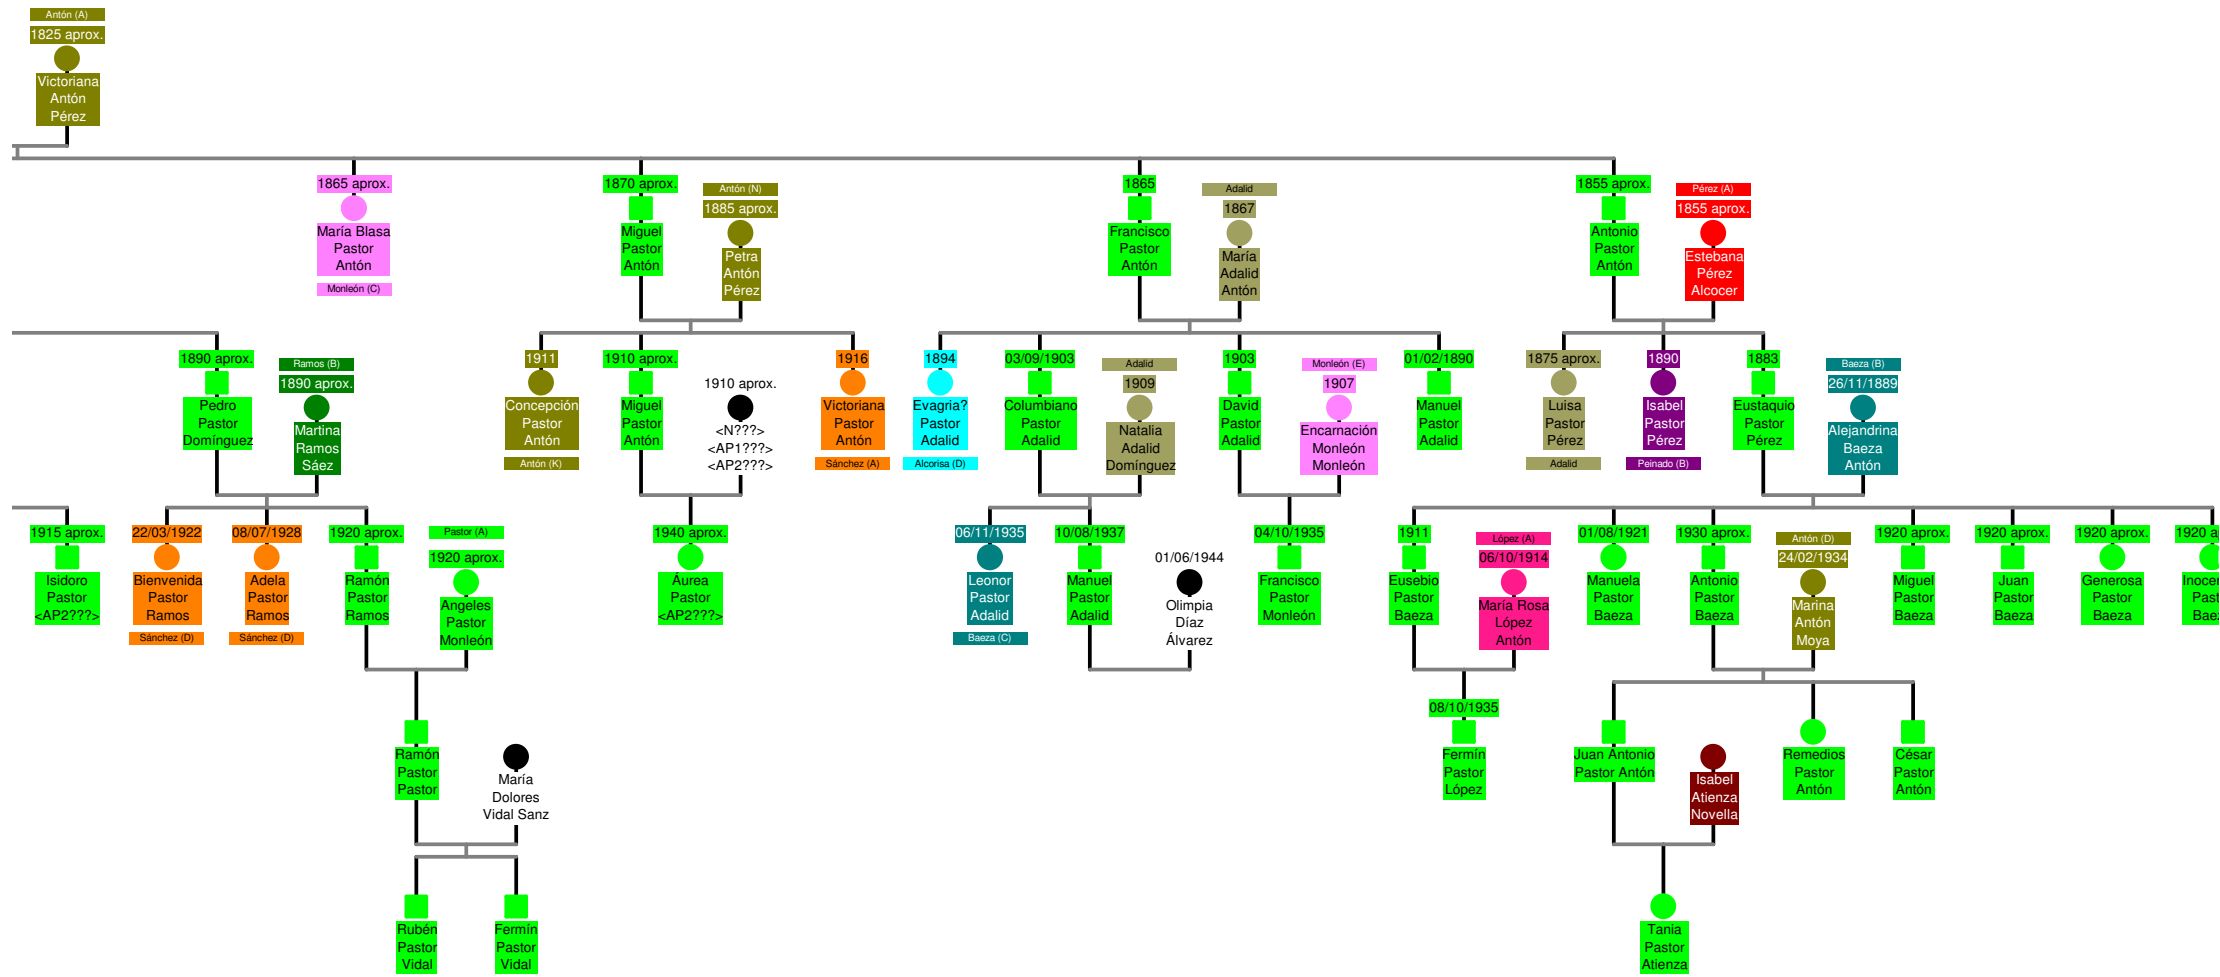 Antón (A)
1825 aprox.
Victoriana
Antón
Pérez
1865 aprox.
María Blasa
Pastor
Antón
Monleón (C)
1870 aprox.
Miguel
Pastor
Antón
Antón (N)
1885 aprox.
Petra
Antón
Pérez
1865
Francisco
Pastor
Antón
Adalid
1867
María
Adalid
Antón
1855 aprox.
Antonio
Pastor
Antón
Pérez (A)
1855 aprox.
Estebana
Pérez
Alcocer
1890 aprox.
Pedro
Pastor
Domínguez
Ramos (B)
1890 aprox.
Martina
Ramos
Sáez
1911
Concepción
Pastor
Antón
Antón (K)
1910 aprox.
Miguel
Pastor
Antón
1910 aprox.
<N???>
<AP1???>
<AP2???>
1916
Victoriana
Pastor
Antón
Sánchez (A)
1894
Evagria?
Pastor
Adalid
Alcorisa (D)
03/09/1903
Columbiano
Pastor
Adalid
Adalid
1909
Natalia
Adalid
Domínguez
1903
David
Pastor
Adalid
Monleón (E)
1907
Encarnación
Monleón
Monleón
01/02/1890
Manuel
Pastor
Adalid
1875 aprox.
Luisa
Pastor
Pérez
Adalid
1890
Isabel
Pastor
Pérez
Peinado (B)
1883
Eustaquio
Pastor
Pérez
Baeza (B)
26/11/1889
Alejandrina
Baeza
Antón
1915 aprox.
Isidoro
Pastor
<AP2???>
22/03/1922
Bienvenida
Pastor
Ramos
Sánchez (D)
08/07/1928
Adela
Pastor
Ramos
Sánchez (D)
1920 aprox.
Ramón
Pastor
Ramos
Pastor (A)
1920 aprox.
Angeles
Pastor
Monleón
1940 aprox.
Áurea
Pastor
<AP2???>
06/11/1935
Leonor
Pastor
Adalid
Baeza (C)
10/08/1937
Manuel
Pastor
Adalid
01/06/1944
Olimpia
Díaz
Álvarez
04/10/1935
Francisco
Pastor
Monleón
1911
Eusebio
Pastor
Baeza
López (A)
06/10/1914
María Rosa
López
Antón
01/08/1921
Manuela
Pastor
Baeza
1930 aprox.
Antonio
Pastor
Baeza
Antón (D)
24/02/1934
Marina
Antón
Moya
1920 aprox.
Miguel
Pastor
Baeza
1920 aprox.
Juan
Pastor
Baeza
1920 aprox.
Generosa
Pastor
Baeza
1920 a
Inocen
Past
Bae
Ramón
Pastor
Pastor
María
Dolores
Vidal Sanz
08/10/1935
Fermín
Pastor
López
Juan Antonio
Pastor Antón
Isabel
Atienza
Novella
Remedios
Pastor
Antón
César
Pastor
Antón
Rubén
Pastor
Vidal
Fermín
Pastor
Vidal
Tania
Pastor
Atienza